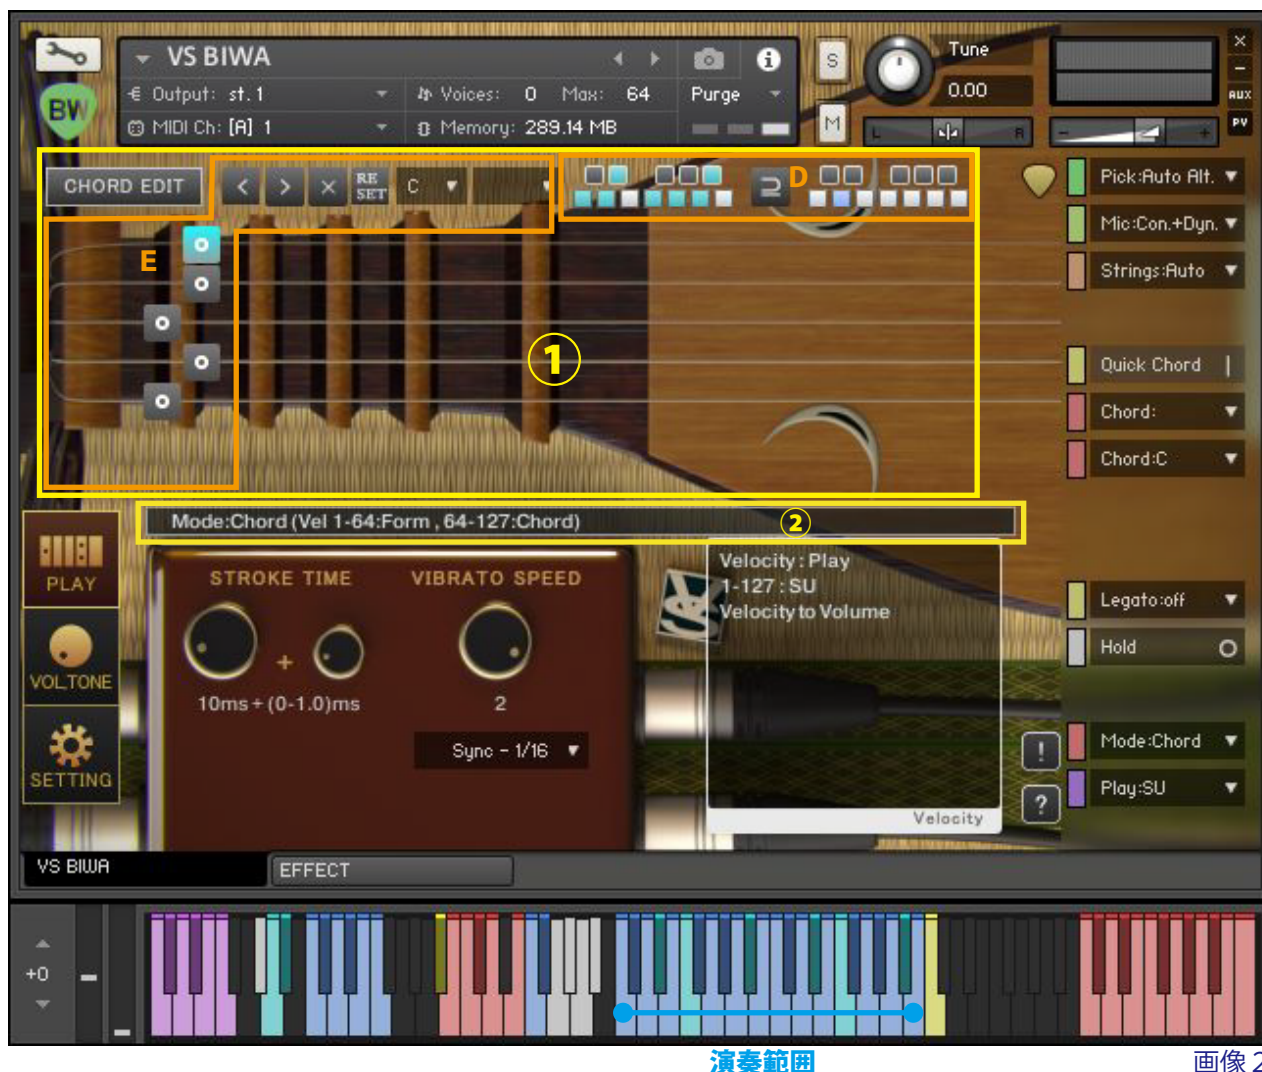 VS BIWA
S
Tune
×
-
Output: st.1
Voices: 0 Max: 64
Purge
0.00
AUX
BW
MIDI Ch: [A] 1
Memory: 289.14 MB
M
L
R
- +
PV
CHORD EDIT
< > × RE SET C
D
Pick:Auto Alt.
Mic:Con.+Dyn.
E
Strings:Auto
①
Quick Chord
Chord:
Chord:C
Mode:Chord (Vel 1-64:Form , 64-127:Chord)
②
PLAY
STROKE TIME
VIBRATO SPEED
Velocity : Play
1-127 : SU
Velocity to Volume
Legato:off
Hold
VOL.TONE
+
10ms + (0-1.0)ms
2
Sync - 1/16
!
Mode:Chord
SETTING
Play:SU
?
Velocity
VS BIWA
EFFECT
+0
演奏範囲
画像 2